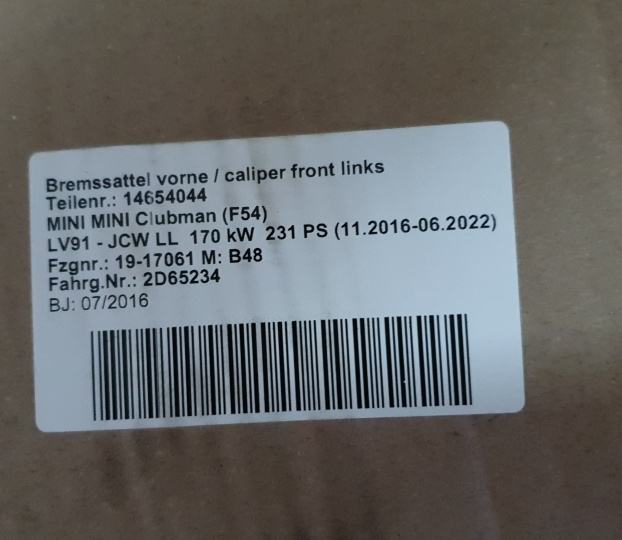 Bremssattel vorne / caliper front links
Teilenr.: 14654044
MINI MINI Clubman (F54)
LV91 - JCW LL 170 kW 231 PS (11.2016-06.2022)
Fzgnr.: 19-17061 M: B48
Fahrg.Nr.: 2D65234
BJ: 07/2016